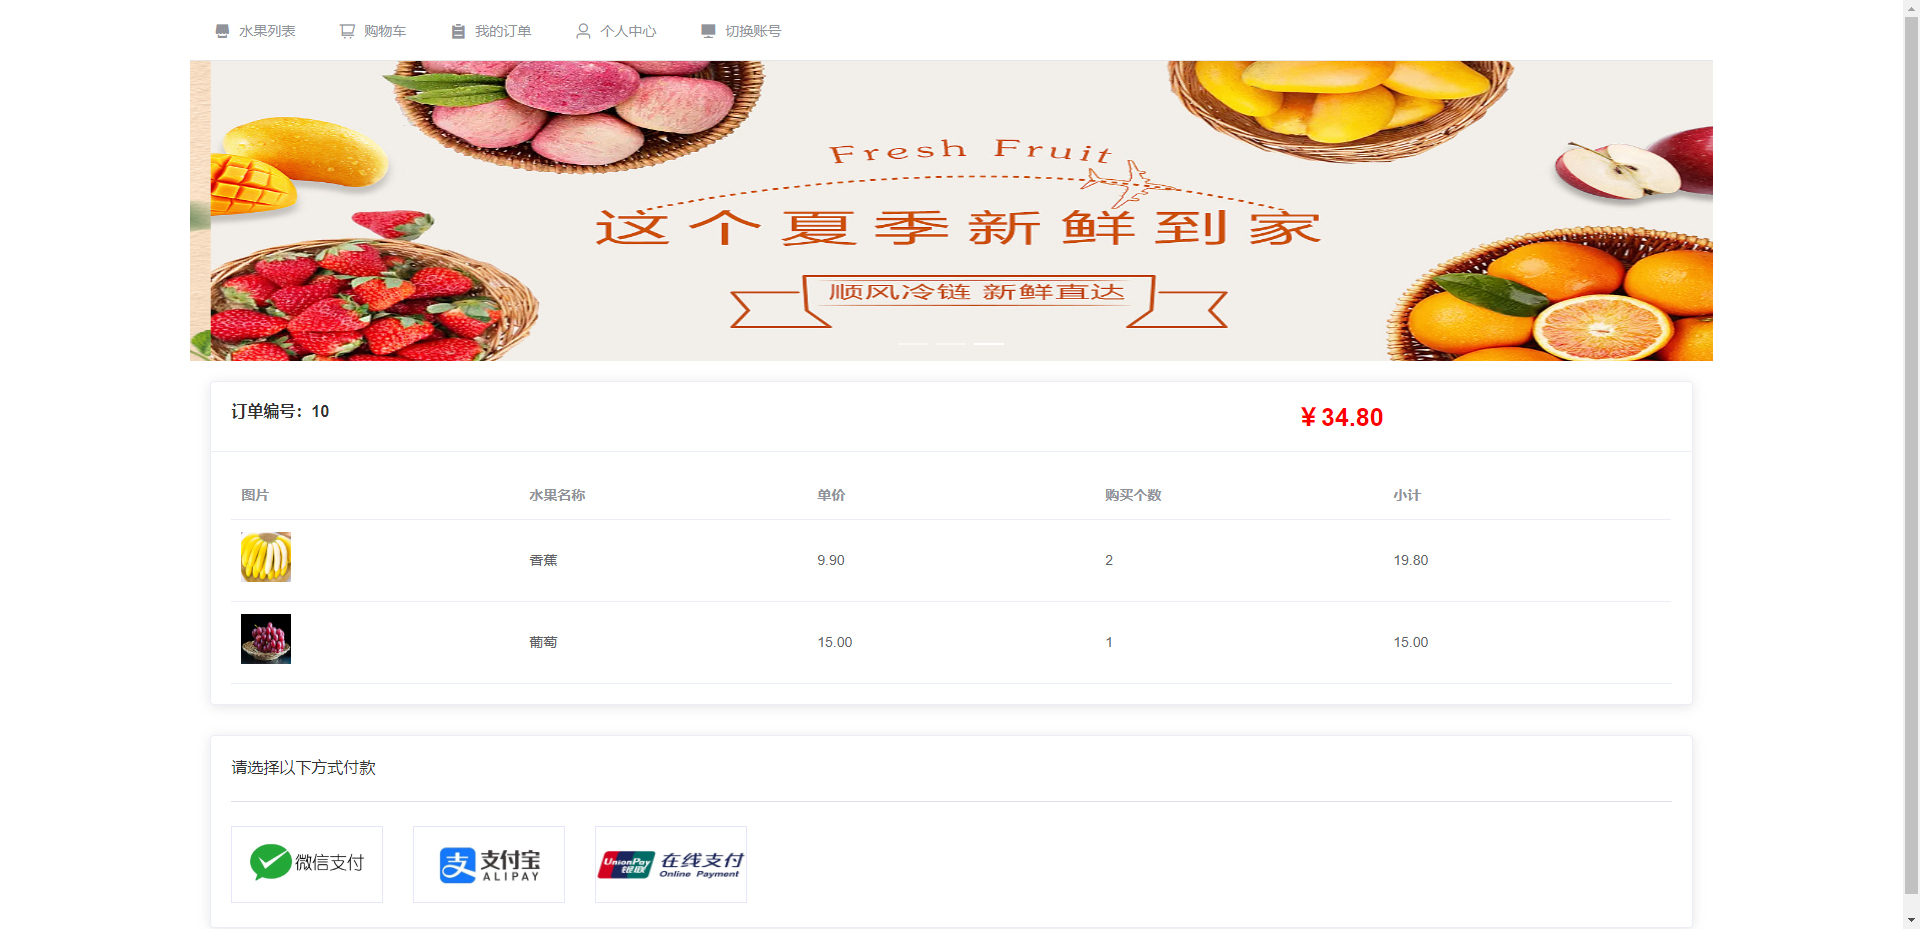 水果列表 购物车 我的订单 个人中心 切换账号
Fresh Fruit
这个夏季新鲜到家
顺风冷链 新鲜直达
订单编号：10 ￥34.80
图片 水果名称 单价 购买个数 小计
香蕉 9.90 2 19.80
葡萄 15.00 1 15.00
请选择以下方式付款
微信支付
支 支付宝
ALIPAY
UnionPay 银联 在线支付
Online Payment